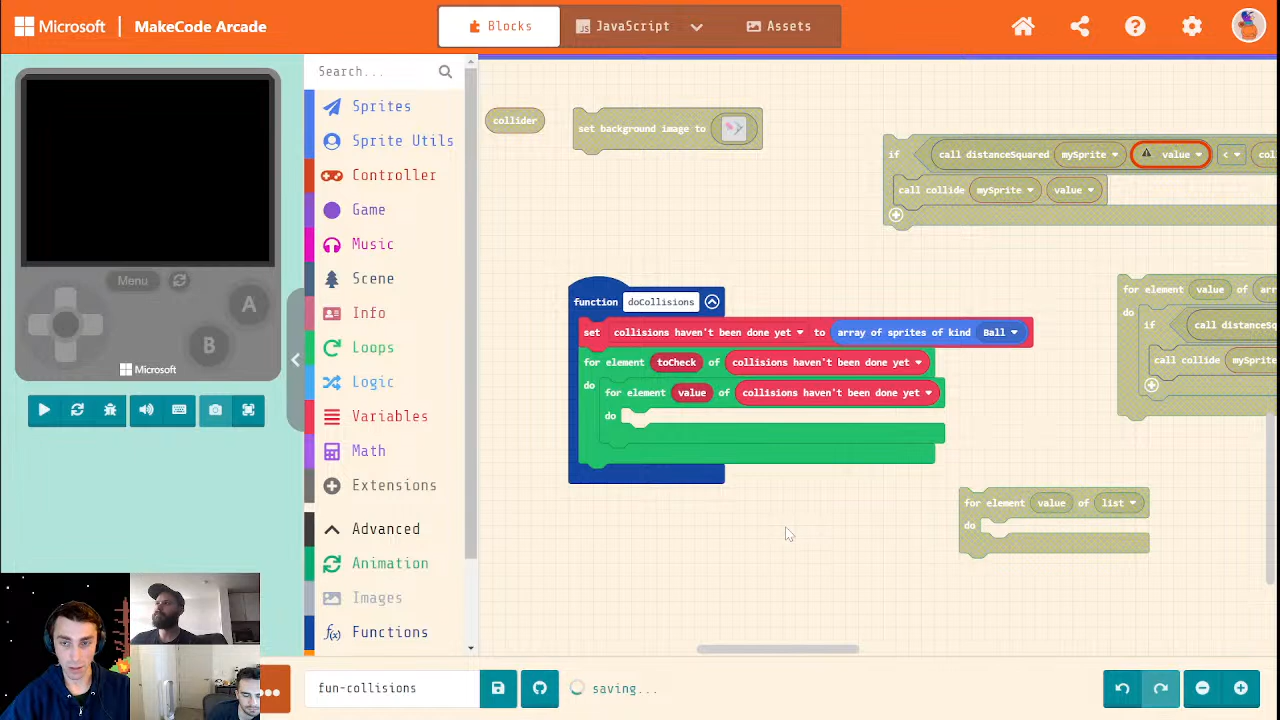 Microsoft
MakeCode Arcade
Blocks
JS JavaScript
Assets
Search...
Sprites
Sprite Utils
Controller
Game
Music
Scene
Info
Loops
Logic
Variables
Math
Extensions
Advanced
Animation
Images
f(x) Functions
Menu
A
B
Microsoft
collider
set background image to
if call distanceSquared mySprite value <
call collide mySprite value
function doCollisions
set collisions haven't been done yet to array of sprites of kind Ball
for element toCheck of collisions haven't been done yet
do for element value of collisions haven't been done yet
do
for element value of
do if
call collide
for element value of list
do
fun-collisions
saving...